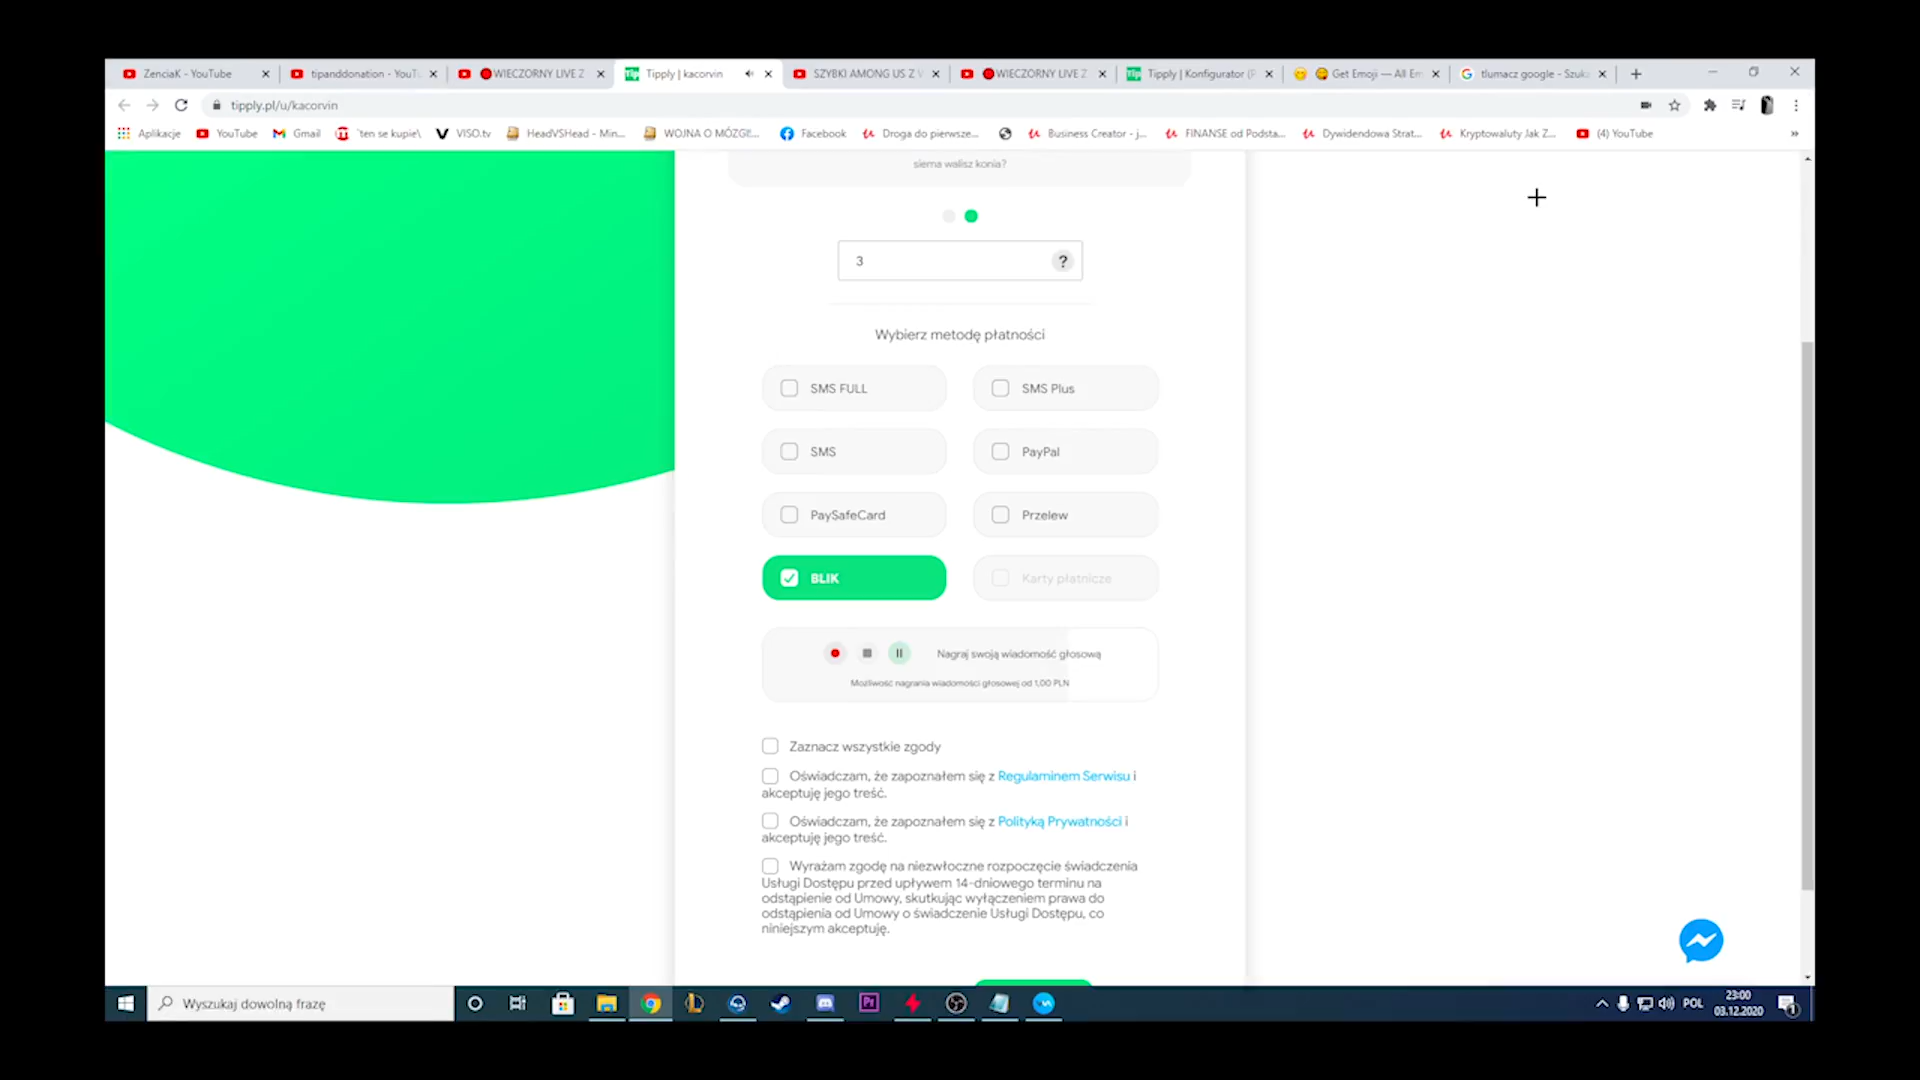 ZenciaK - YouTube
tipanddonation - YouTu
WIECZORNY LIVE Z
Tipply | kacorvin
SZYBKI AMONG US Z V
WIECZORNY LIVE Z
Tipply | Konfigurator (P
Get Emoji — All Em
tlumacz google - Szuka
tipply.pl/u/kacorvin
Aplikacje
YouTube
Gmail
`ten se kupie\
VISO.tv
HeadVSHead - Min...
WOJNA O MÓZG!!...
Facebook
Droga do pierwsze...
Business Creator - j...
FINANSE od Podsta...
Dywidendowa Strat...
Kryptowaluty Jak Z...
(4) YouTube
»
siema walisz konia?
3
?
Wybierz metodę płatności
SMS FULL
SMS Plus
SMS
PayPal
PaySafeCard
Przelew
BLIK
Karty płatnicze
Nagraj swoją wiadomość głosową
Możliwość nagrania wiadomości głosowej od 1,00 PLN
Zaznacz wszystkie zgody
Oświadczam, że zapoznałem się z Regulaminem Serwisu i
akceptuję jego treść.
Oświadczam, że zapoznałem się z Polityką Prywatności i
akceptuję jego treść.
Wyrażam zgodę na niezwłoczne rozpoczęcie świadczenia
Usługi Dostępu przed upływem 14-dniowego terminu na
odstąpienie od Umowy, skutkując wyłączeniem prawa do
odstąpienia od Umowy o świadczenie Usługi Dostępu, co
niniejszym akceptuję.
Wyszukaj dowolną frazę
Pr
POL
23:00
03.12.2020
1